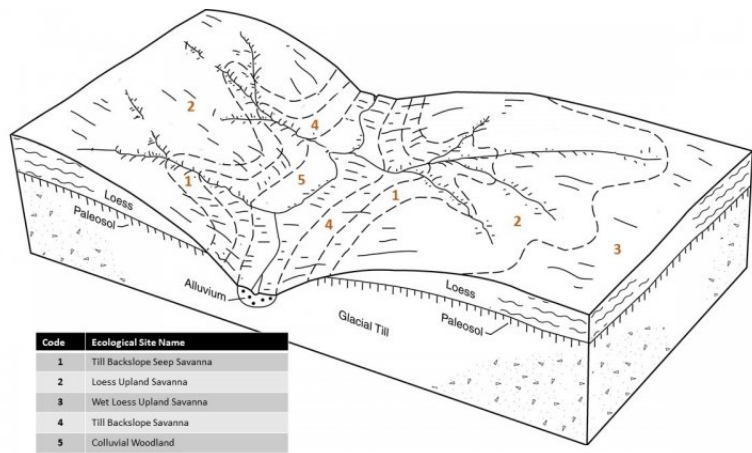 2
4
1
5
1
4
2
3
Loess
Paleosol
Alluvium
Glacial Till
Loess
Paleosol
Code Ecological Site Name
1 Till Backslope Seep Savanna
2 Loess Upland Savanna
3 Wet Loess Upland Savanna
4 Till Backslope Savanna
5 Colluvial Woodland